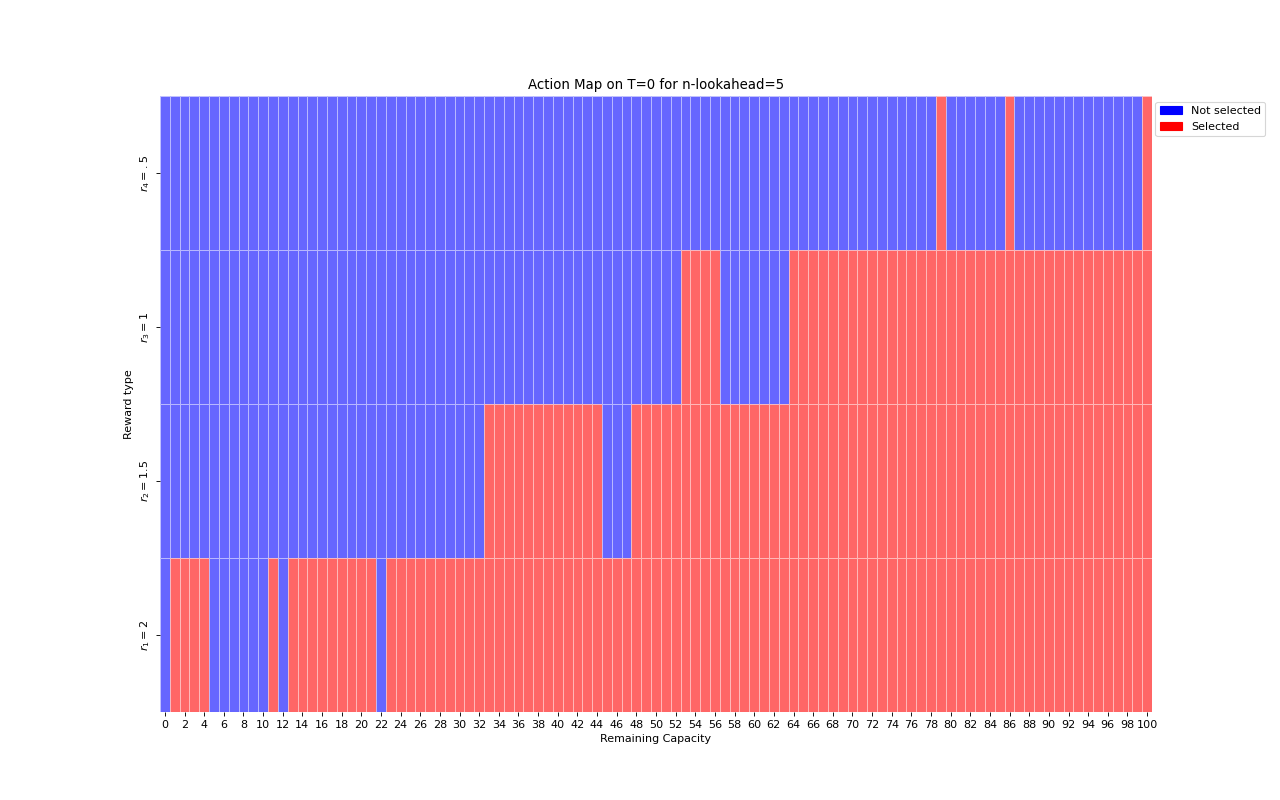 Action Map on T=0 for n-lookahead=5
Not selected
Selected
r₄ = .5
r₃ = 1
r₂ = 1.5
r₁ = 2
Reward type
0 2 4 6 8 10 12 14 16 18 20 22 24 26 28 30 32 34 36 38 40 42 44 46 48 50 52 54 56 58 60 62 64 66 68 70 72 74 76 78 80 82 84 86 88 90 92 94 96 98 100
Remaining Capacity